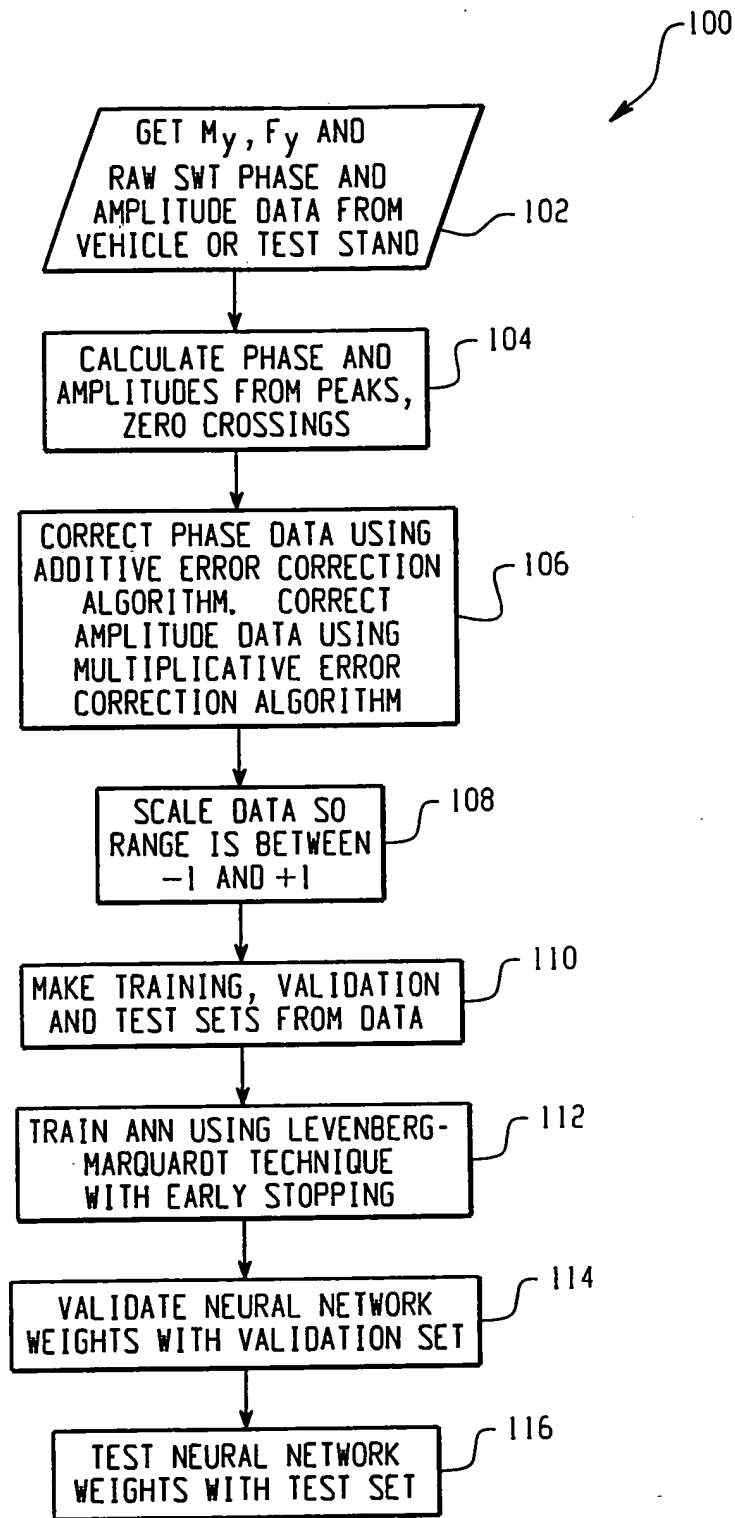 100
GET My, Fy AND
RAW SWT PHASE AND
AMPLITUDE DATA FROM
VEHICLE OR TEST STAND
102
CALCULATE PHASE AND
AMPLITUDES FROM PEAKS,
ZERO CROSSINGS
104
CORRECT PHASE DATA USING
ADDITIVE ERROR CORRECTION
ALGORITHM. CORRECT
AMPLITUDE DATA USING
MULTIPLICATIVE ERROR
CORRECTION ALGORITHM
106
SCALE DATA SO
RANGE IS BETWEEN
-1 AND +1
108
MAKE TRAINING, VALIDATION
AND TEST SETS FROM DATA
110
TRAIN ANN USING LEVENBERG-
MARQUARDT TECHNIQUE
WITH EARLY STOPPING
112
VALIDATE NEURAL NETWORK
WEIGHTS WITH VALIDATION SET
114
TEST NEURAL NETWORK
WEIGHTS WITH TEST SET
116